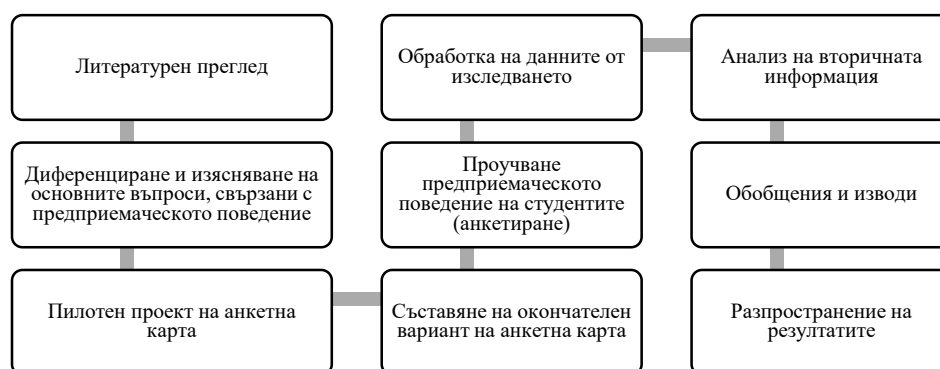 Литературен преглед
Диференциране и изясняване на
основните въпроси, свързани с
предприемаческото поведение
Пилотен проект на анкетна
карта
Съставяне на окончателен
вариант на анкетна карта
Проучване
предприемаческото
поведение на студентите
(анкетиране)
Обработка на данните от
изследването
Анализ на вторичната
информация
Обобщения и изводи
Разпространение на
резултатите